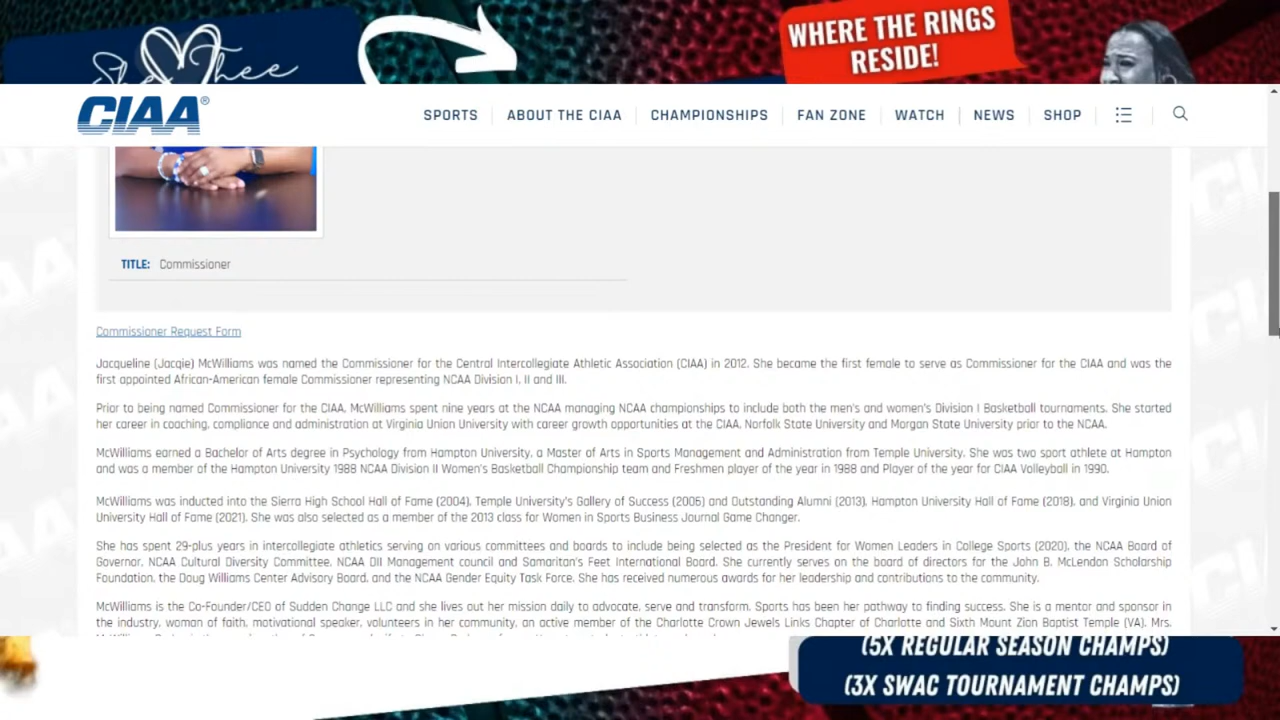 She Thee
WHERE THE RINGS
RESIDE!
CIAA®
SPORTS
ABOUT THE CIAA
CHAMPIONSHIPS
FAN ZONE
WATCH
NEWS
SHOP
TITLE: Commissioner
Commissioner Request Form
Jacqueline (Jacqie) McWilliams was named the Commissioner for the Central Intercollegiate Athletic Association (CIAA) in 2012. She became the first female to serve as Commissioner for the CIAA and was the
first appointed African-American female Commissioner representing NCAA Division I, II and III.
Prior to being named Commissioner for the CIAA, McWilliams spent nine years at the NCAA managing NCAA championships to include both the men's and women's Division I Basketball tournaments. She started
her career in coaching, compliance and administration at Virginia Union University with career growth opportunities at the CIAA, Norfolk State University and Morgan State University prior to the NCAA.
McWilliams earned a Bachelor of Arts degree in Psychology from Hampton University, a Master of Arts in Sports Management and Administration from Temple University. She was two sport athlete at Hampton
and was a member of the Hampton University 1988 NCAA Division II Women's Basketball Championship team and Freshmen player of the year in 1988 and Player of the year for CIAA Volleyball in 1990.
McWilliams was inducted into the Sierra High School Hall of Fame (2004), Temple University's Gallery of Success (2006) and Outstanding Alumni (2013), Hampton University Hall of Fame (2018), and Virginia Union
University Hall of Fame (2021). She was also selected as a member of the 2013 class for Women in Sports Business Journal Game Changer.
She has spent 29-plus years in intercollegiate athletics serving on various committees and boards to include being selected as the President for Women Leaders in College Sports (2020), the NCAA Board of
Governor, NCAA Cultural Diversity Committee, NCAA DII Management council and Samaritan's Feet International Board. She currently serves on the board of directors for the John B. McLendon Scholarship
Foundation, the Doug Williams Center Advisory Board, and the NCAA Gender Equity Task Force. She has received numerous awards for her leadership and contributions to the community.
McWilliams is the Co-Founder/CEO of Sudden Change LLC and she lives out her mission daily to advocate, serve and transform. Sports has been her pathway to finding success. She is a mentor and sponsor in
the industry, woman of faith, motivational speaker, volunteers in her community, an active member of the Charlotte Crown Jewels Links Chapter of Charlotte and Sixth Mount Zion Baptist Temple (VA). Mrs.
(5X REGULAR SEASON CHAMPS)
(3X SWAC TOURNAMENT CHAMPS)